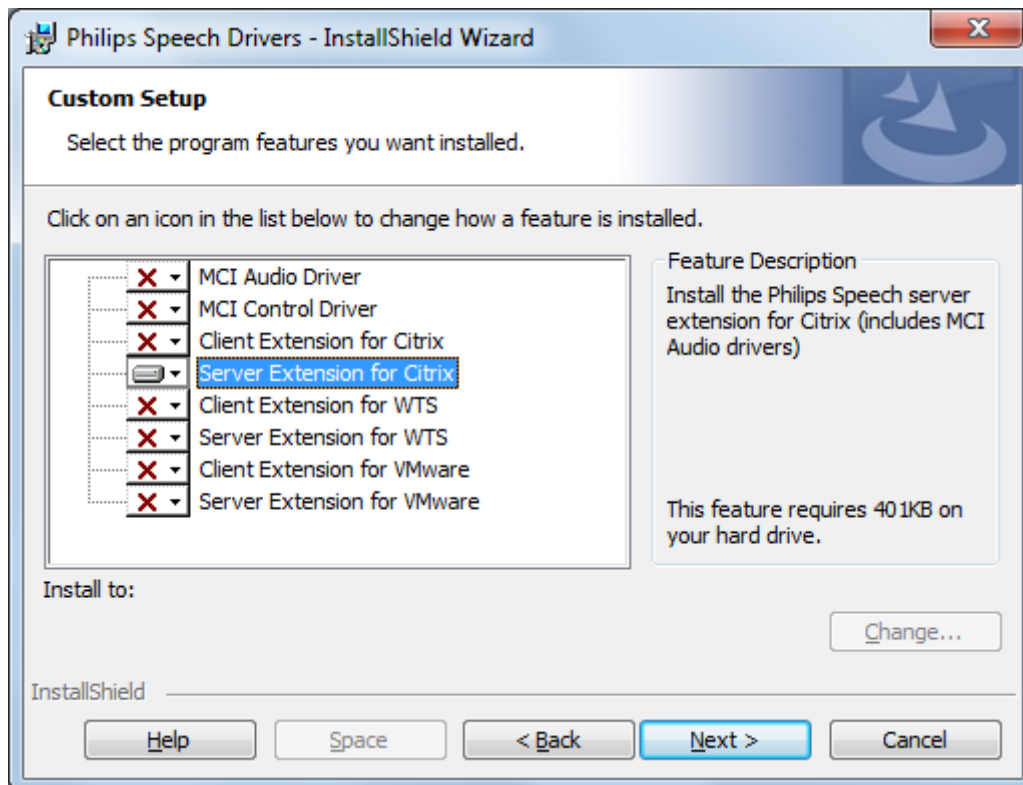 Philips Speech Drivers - InstallShield Wizard
X
Custom Setup
Select the program features you want installed.
Click on an icon in the list below to change how a feature is installed.
MCI Audio Driver
MCI Control Driver
Client Extension for Citrix
Server Extension for Citrix
Client Extension for WTS
Server Extension for WTS
Client Extension for VMware
Server Extension for VMware
Feature Description
Install the Philips Speech server
extension for Citrix (includes MCI
Audio drivers)
This feature requires 401KB on
your hard drive.
Install to:
Change...
InstallShield
Help
Space
< Back
Next >
Cancel